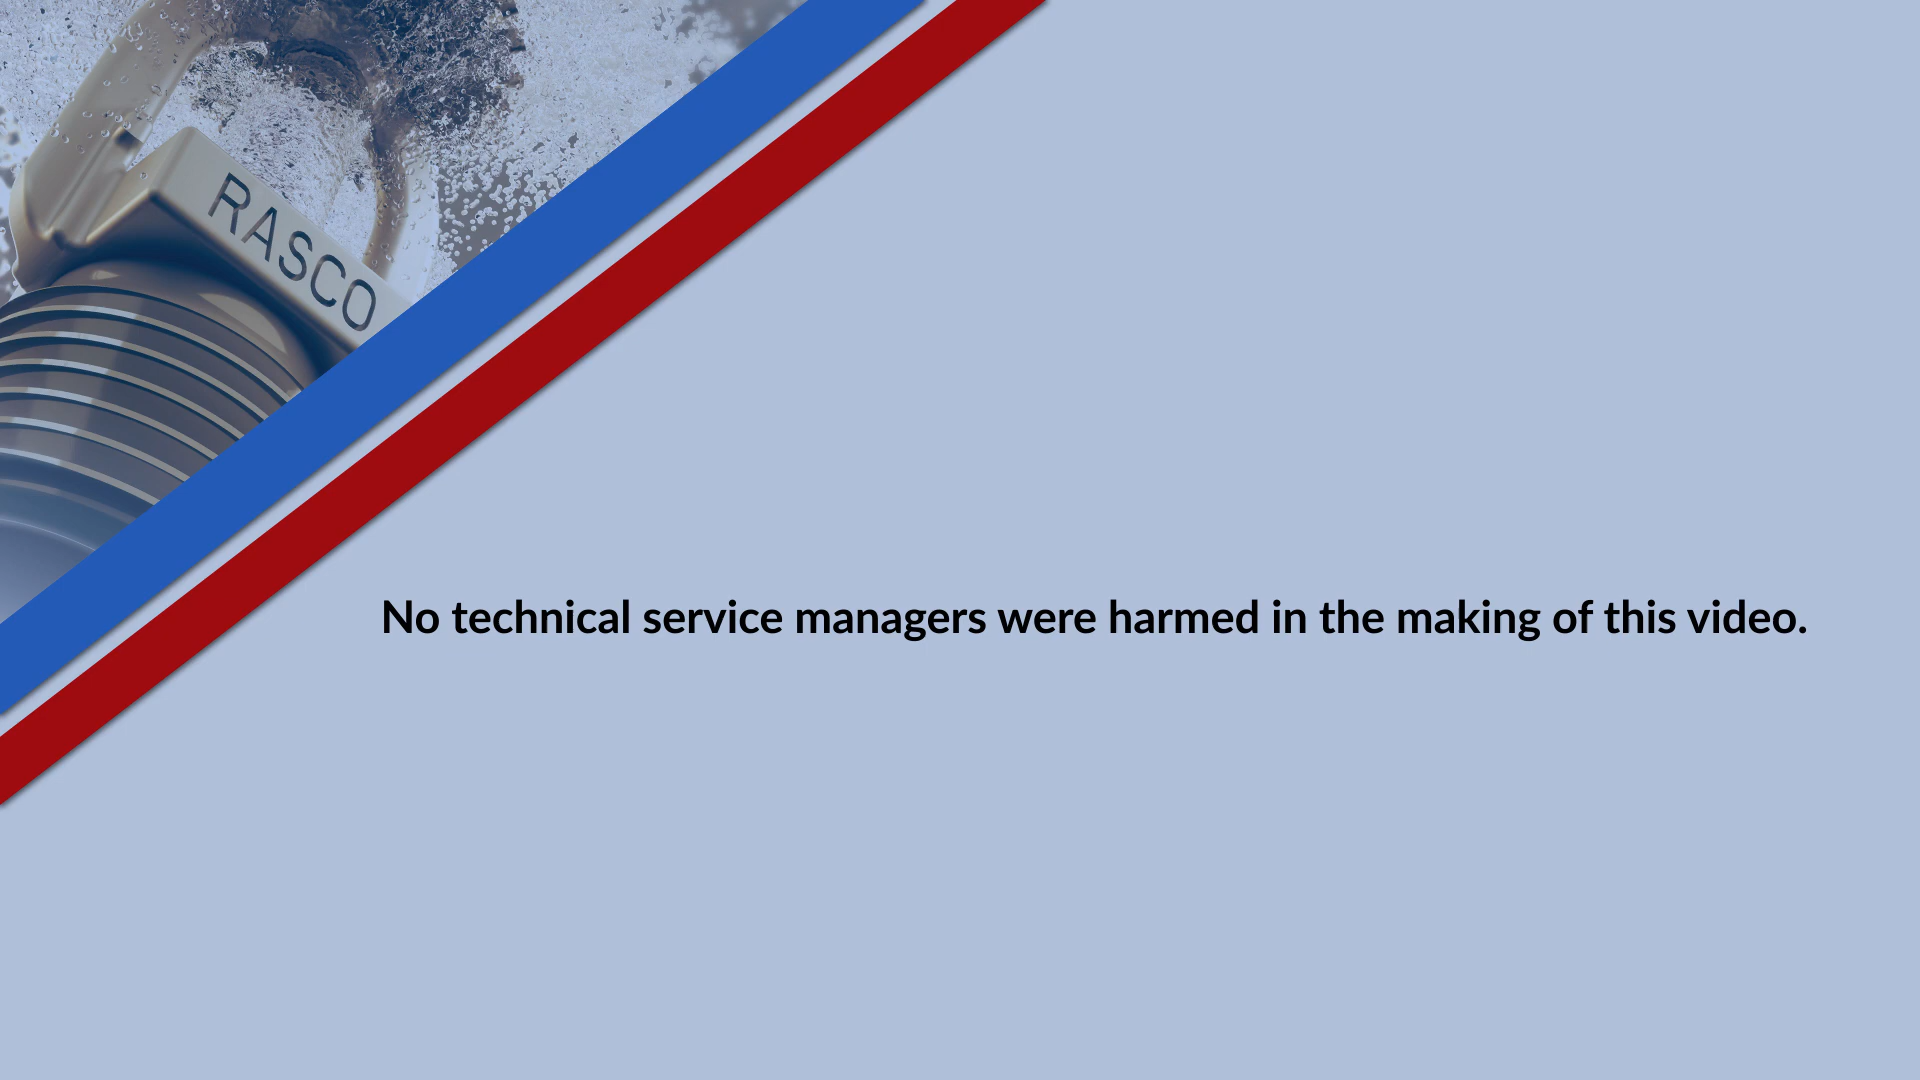 RASCO
No technical service managers were harmed in the making of this video.